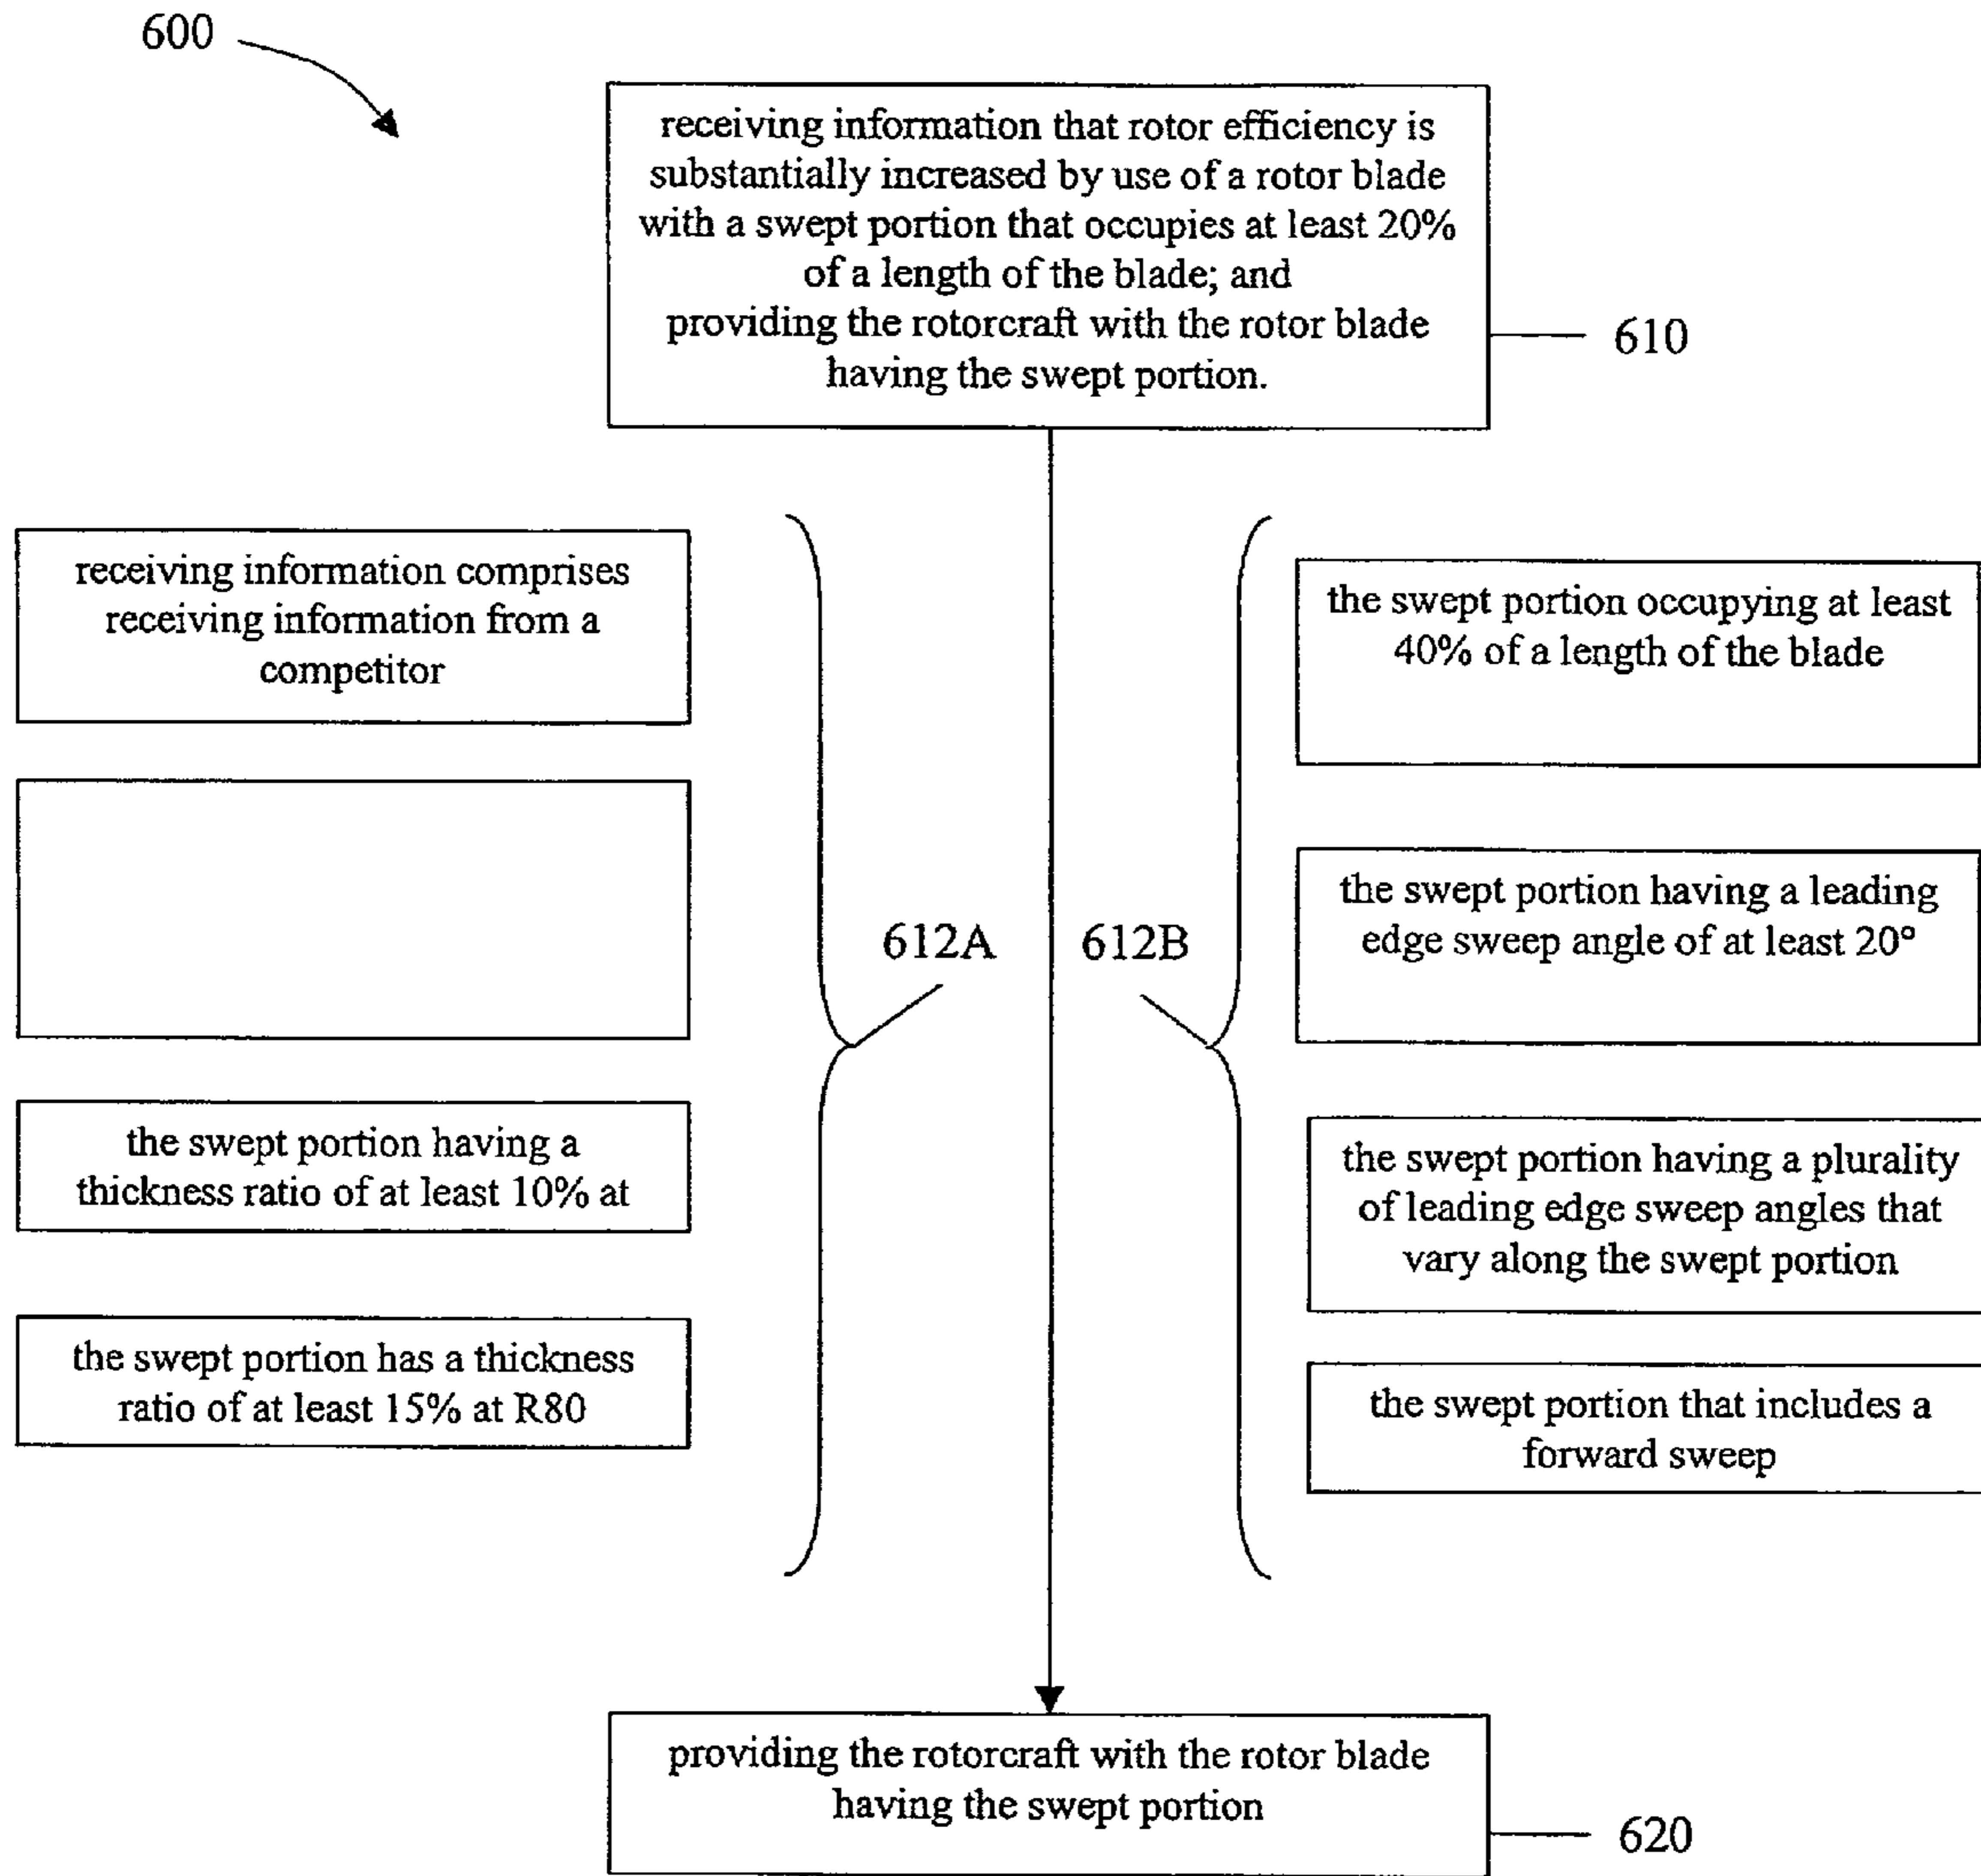 600
receiving information that rotor efficiency is
substantially increased by use of a rotor blade
with a swept portion that occupies at least 20%
of a length of the blade; and
providing the rotorcraft with the rotor blade
having the swept portion.
610
receiving information comprises
receiving information from a
competitor
the swept portion having a
thickness ratio of at least 10% at
the swept portion has a thickness
ratio of at least 15% at R80
612A
612B
the swept portion occupying at least
40% of a length of the blade
the swept portion having a leading
edge sweep angle of at least 20°
the swept portion having a plurality
of leading edge sweep angles that
vary along the swept portion
the swept portion that includes a
forward sweep
providing the rotorcraft with the rotor blade
having the swept portion
620